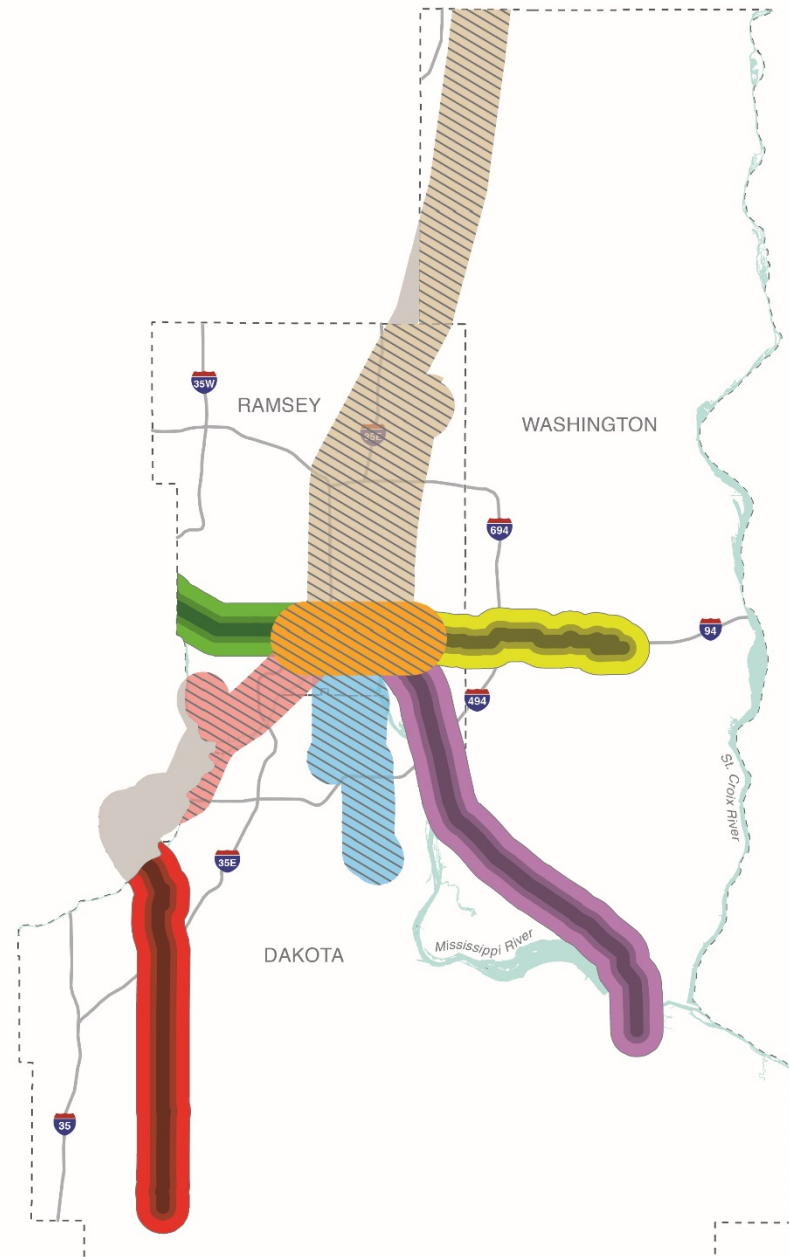 35W
RAMSEY
35E
WASHINGTON
694
94
494
St. Croix River
35E
Mississippi River
DAKOTA
35